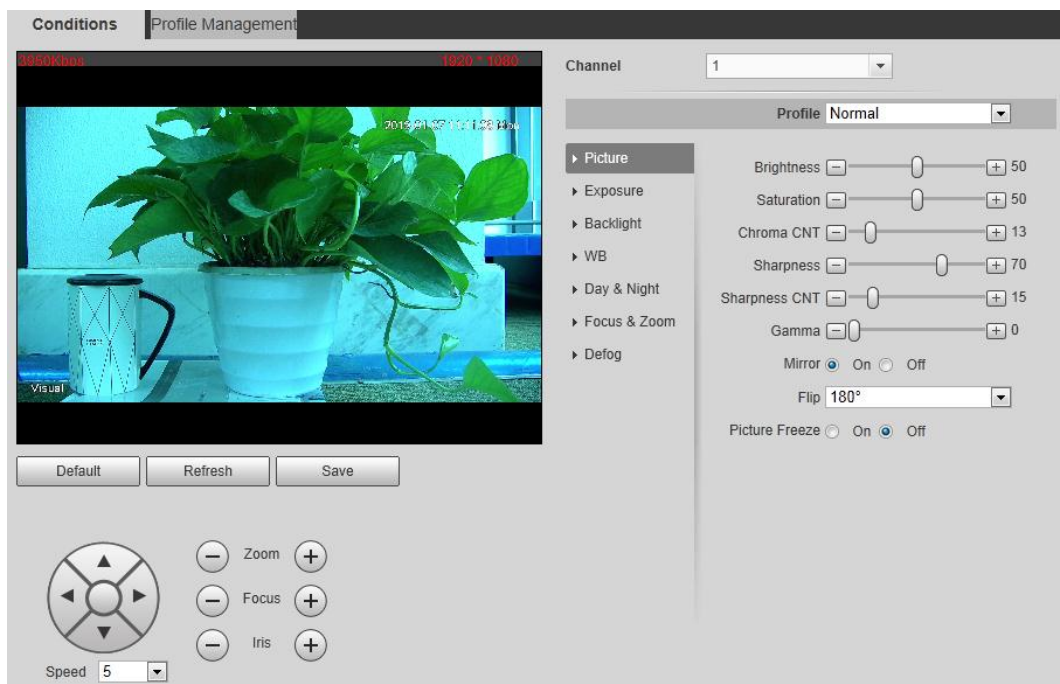 Conditions
Profile Management
3960Kbps
1920 * 1080
Visual
Default
Refresh
Save
Zoom
Focus
Iris
Speed 5
Channel 1
Profile Normal
Picture
Exposure
Backlight
WB
Day & Night
Focus & Zoom
Defog
Brightness 50
Saturation 50
Chroma CNT 13
Sharpness 70
Sharpness CNT 15
Gamma 0
Mirror On Off
Flip 180°
Picture Freeze On Off